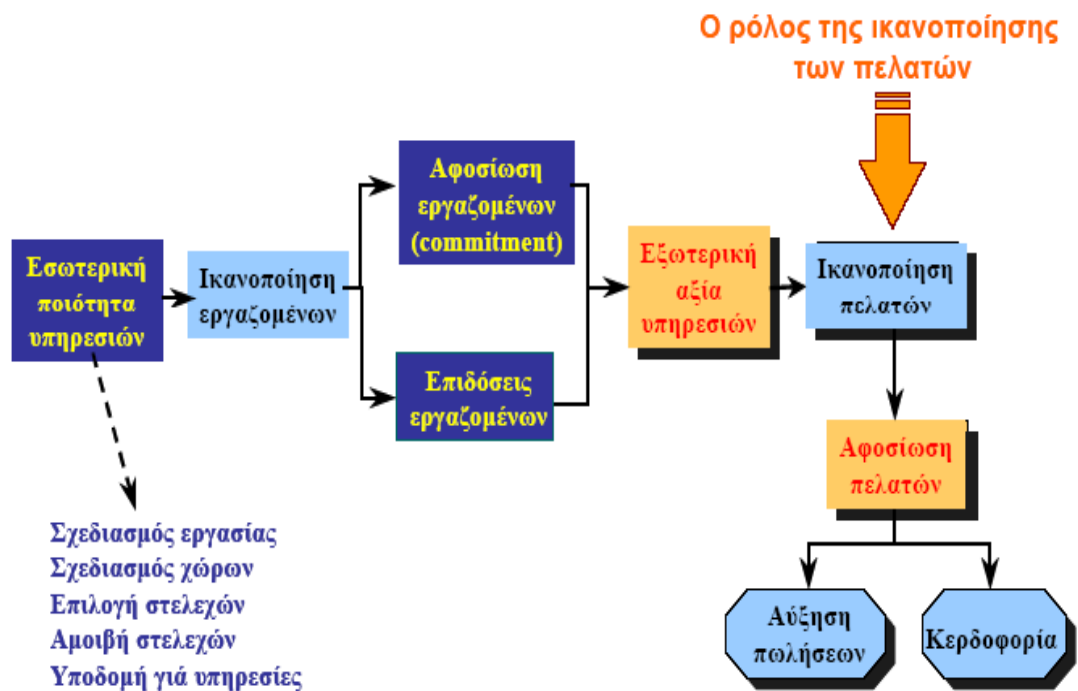 Ο ρόλος της ικανοποίησης
των πελατών
Αφοσίωση
εργαζομένων
(commitment)
Εσωτερική
ποιότητα
υπηρεσιών
Ικανοποίηση
εργαζομένων
Εξωτερική
αξία
υπηρεσιών
Ικανοποίηση
πελατών
Επιδόσεις
εργαζομένων
Αφοσίωση
πελατών
Σχεδιασμός εργασίας
Σχεδιασμός χώρων
Επιλογή στελεχών
Αμοιβή στελεχών
Υποδομή γιά υπηρεσίες
Αύξηση
πωλήσεων
Κερδοφορία